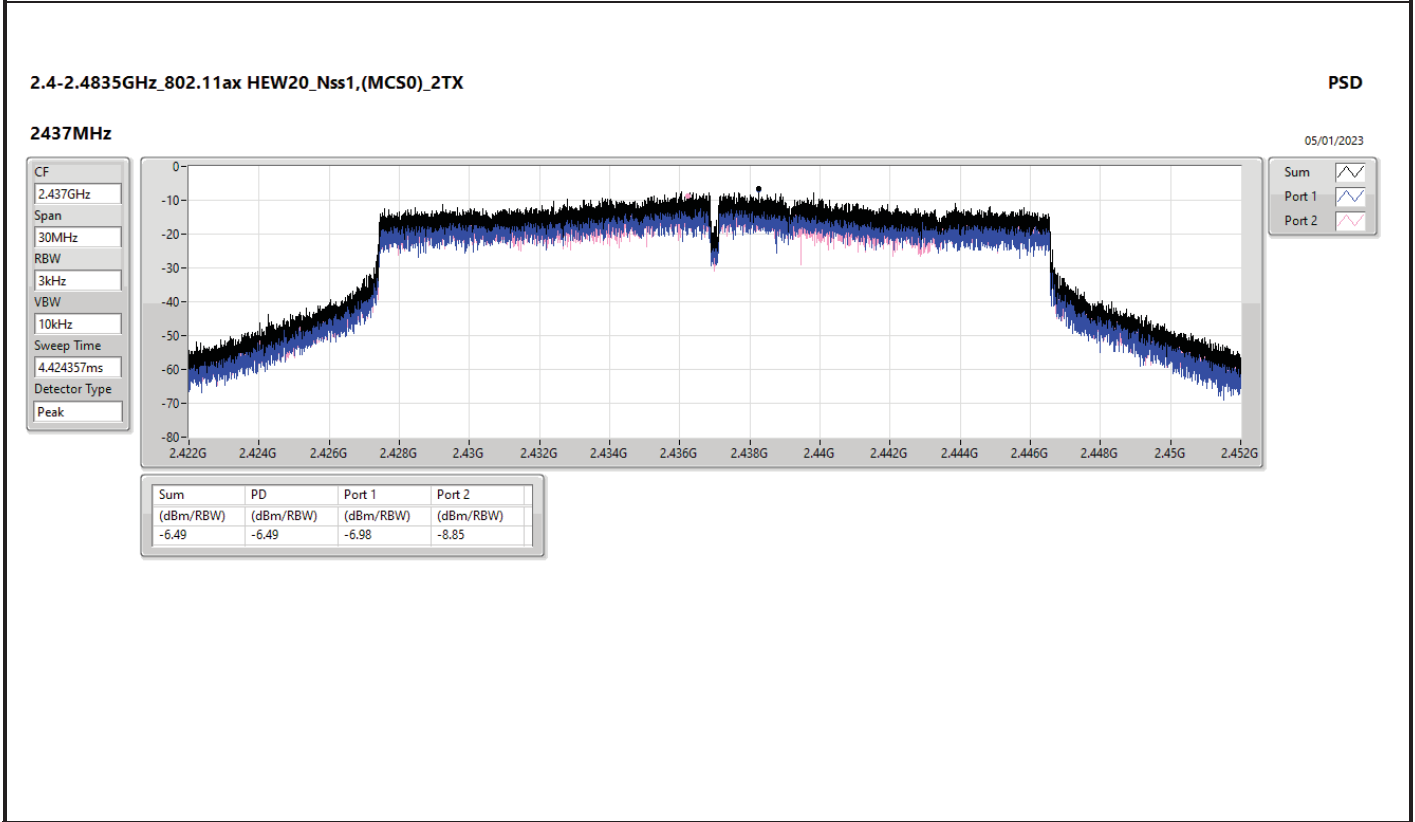 2.4-2.4835GHz_802.11ax HEW20_Nss1,(MCS0)_2TX
PSD
2437MHz
05/01/2023
CF
2.437GHz
Span
30MHz
RBW
3kHz
VBW
10kHz
Sweep Time
4.424357ms
Detector Type
Peak
0-
-10-
-20-
-30-
-40-
-50-
-60-
-70-
-80-
2.422G 2.424G 2.426G 2.428G 2.43G 2.432G 2.434G 2.436G 2.438G 2.44G 2.442G 2.444G 2.446G 2.448G 2.45G 2.452G
Sum
Port 1
Port 2
Sum PD Port 1 Port 2
(dBm/RBW) (dBm/RBW) (dBm/RBW) (dBm/RBW)
-6.49 -6.49 -6.98 -8.85